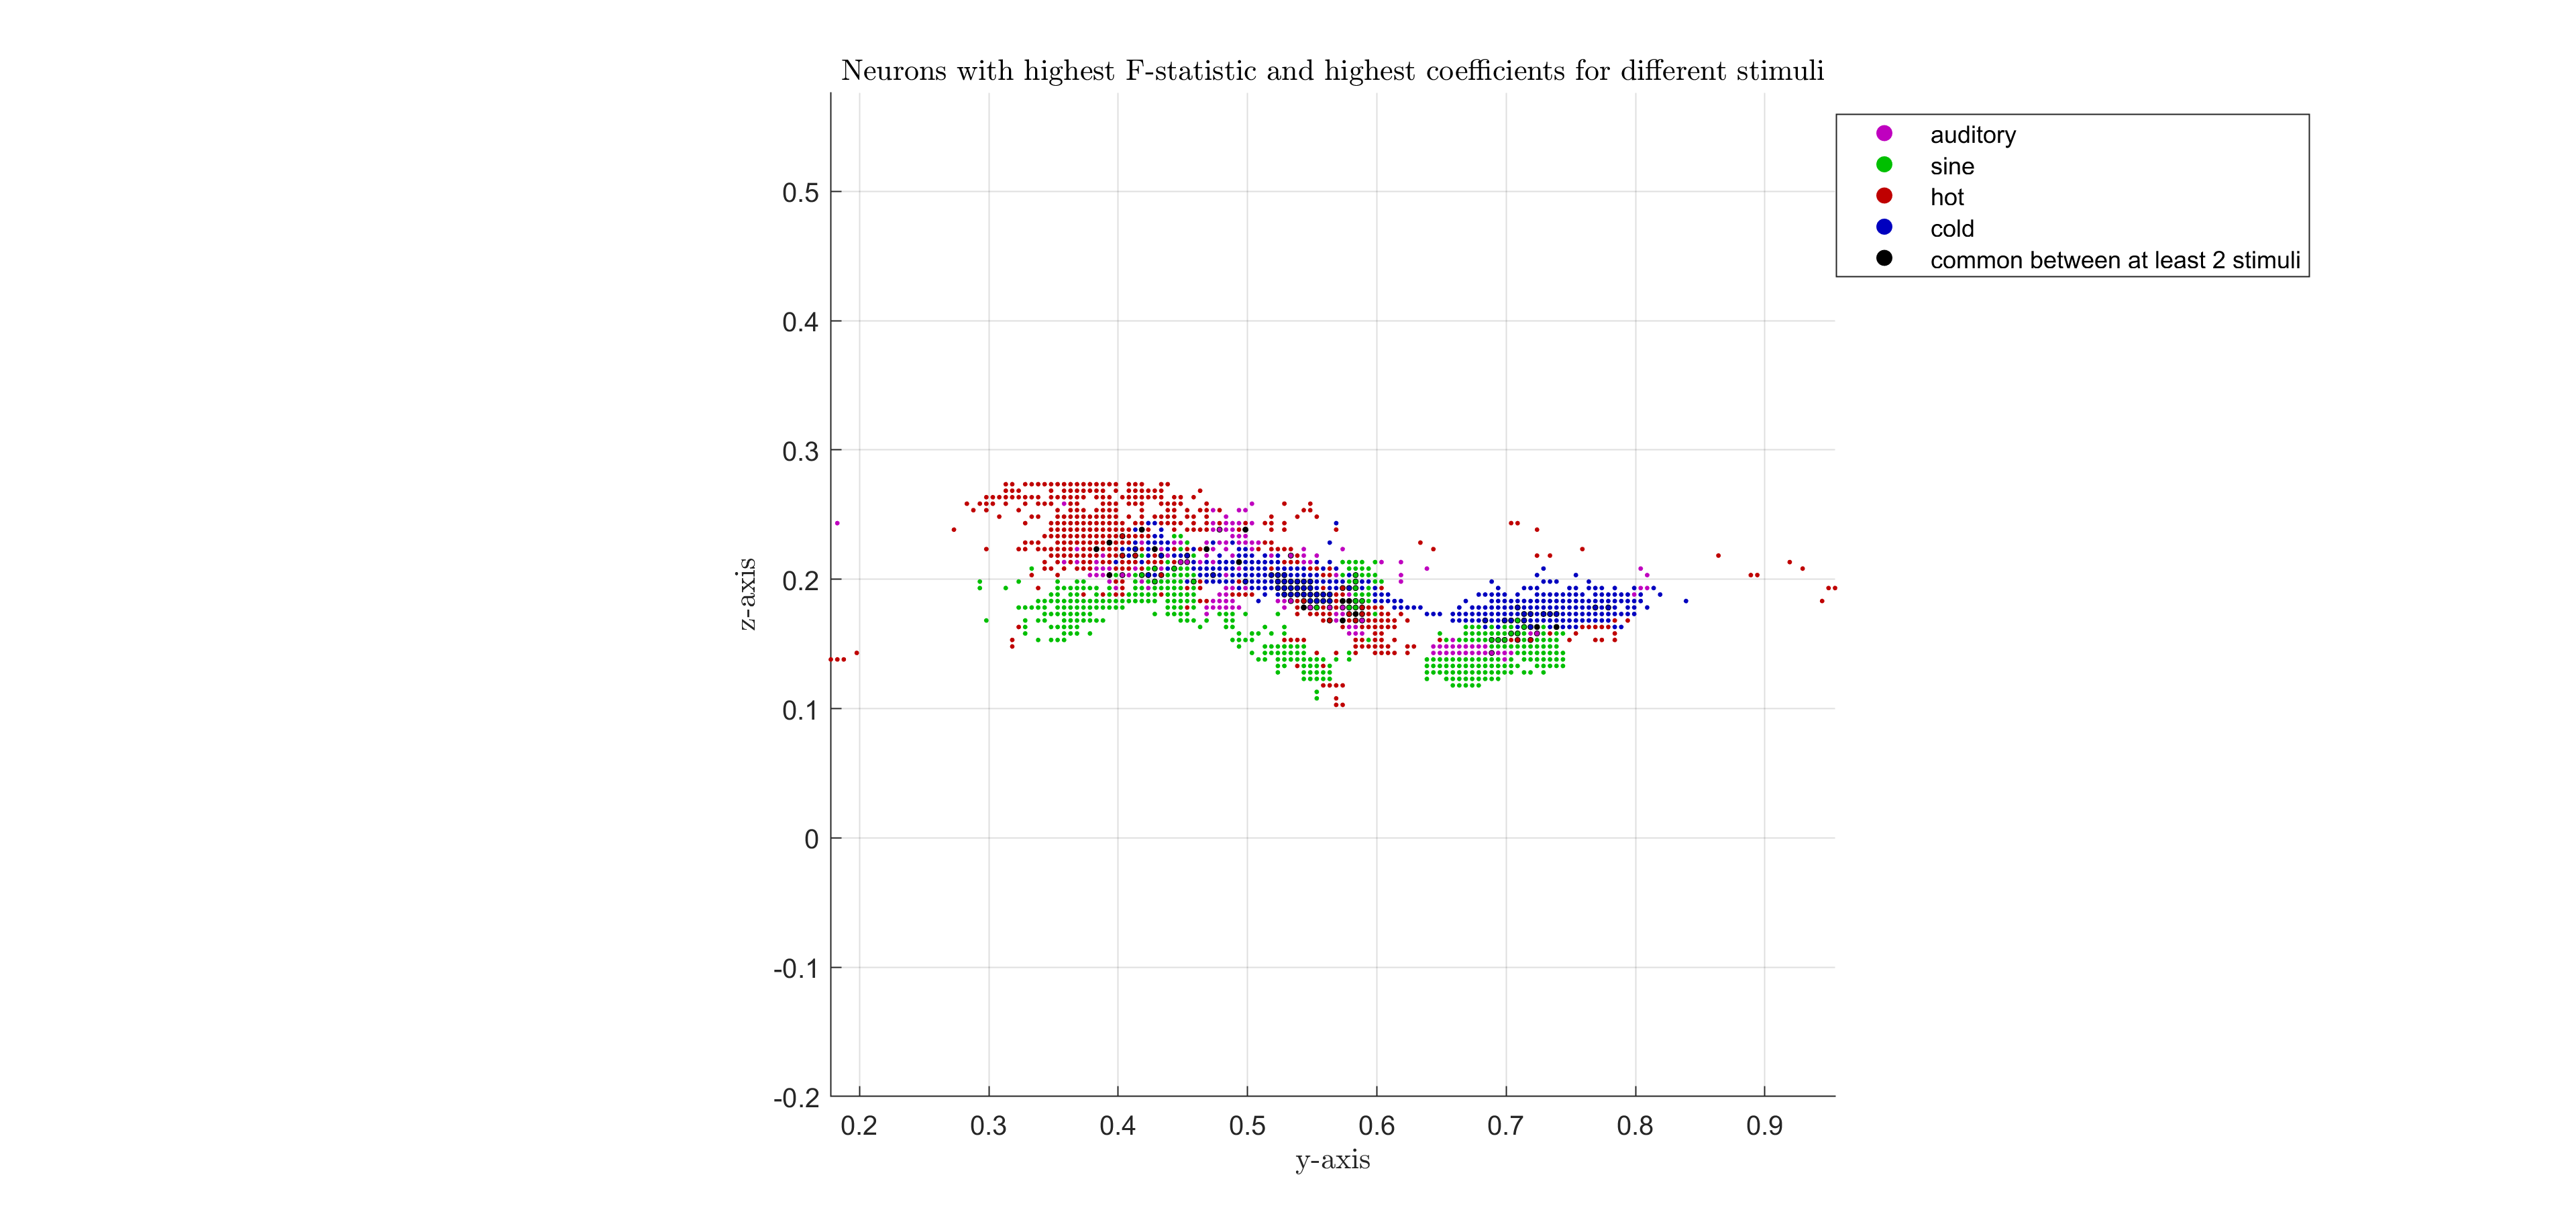 Neurons with highest F-statistic and highest coefficients for different stimuli
auditory
sine
hot
cold
common between at least 2 stimuli
0.5
0.4
0.3
0.2
0.1
0
-0.1
-0.2
z-axis
0.2 0.3 0.4 0.5 0.6 0.7 0.8 0.9
y-axis